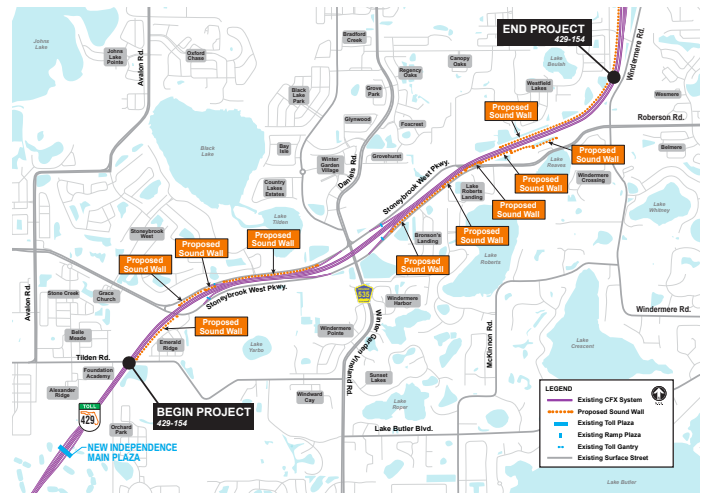 Johns
Lake
Johns
Lake
Pointe
Avalon Rd.
Oxford
Chase
Bradford
Creek
Black
Lake
Park
Grove
Park
Regency
Oaks
Canopy
Oaks
END PROJECT
429-154
Lake
Beulah
Windermere Rd.
Westfield
Lakes
Weemere
Glynwood
Foxcrest
Proposed
Sound Wall
Roberson Rd.
Black
Lake
Bay
Isle
Winter
Garden
Village
Daniels Rd.
Grovehurst
Proposed
Sound Wall
Belmere
Lake
Reaves
Windermere
Crossing
Country
Lakes
Estates
Stoneybrook West Pkwy.
Lake
Roberts
Landing
Proposed
Sound Wall
Lake
Whitney
Lake
Tilden
Stoneybrook
West
Proposed
Sound Wall
Bronson's
Landing
Proposed
Sound Wall
Proposed
Sound Wall
Proposed
Sound Wall
Proposed
Sound Wall
Lake
Roberts
Avalon Rd.
Stone Creek
Grace
Church
Stoneybrook West Pkwy.
535
Windermere
Harbor
Windermere Rd.
Proposed
Sound Wall
Belle
Meade
Emerald
Ridge
Lake
Yarbo
Windermere
Pointe
Winter Garden Vineland Rd.
McKinnon Rd.
Lake
Crescent
Tilden Rd.
Foundation
Academy
Sunset
Lakes
Alexander
Ridge
Windward
Cay
Lake
Roper
BEGIN PROJECT
429-154
TOLL
429
Orchard
Park
Lake Butler Blvd.
NEW INDEPENDENCE
MAIN PLAZA
LEGEND
Existing CFX System
Proposed Sound Wall
Existing Toll Plaza
Existing Ramp Plaza
Existing Toll Gantry
Existing Surface Street
Lake Butler